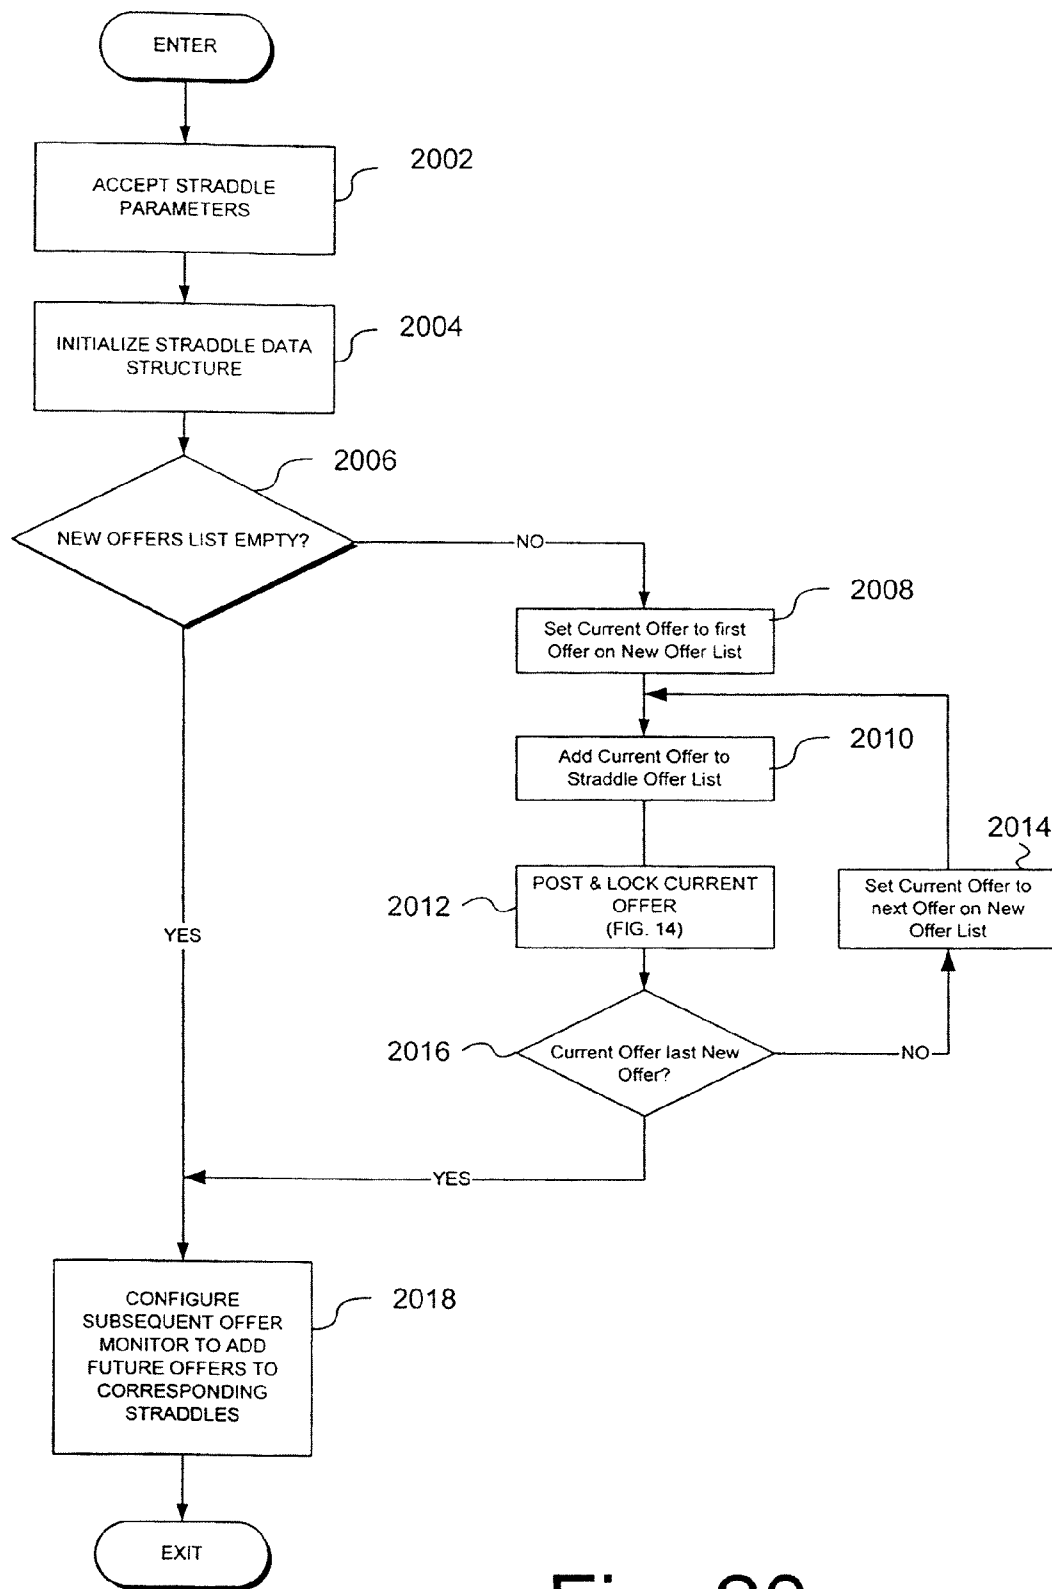 ENTER
2002
ACCEPT STRADDLE
PARAMETERS
2004
INITIALIZE STRADDLE DATA
STRUCTURE
2006
NEW OFFERS LIST EMPTY?
NO
2008
Set Current Offer to first
Offer on New Offer List
2010
Add Current Offer to
Straddle Offer List
2014
2012
POST & LOCK CURRENT
OFFER
(FIG. 14)
Set Current Offer to
next Offer on New
Offer List
YES
2016
Current Offer last New
Offer?
NO
YES
2018
CONFIGURE
SUBSEQUENT OFFER
MONITOR TO ADD
FUTURE OFFERS TO
CORRESPONDING
STRADDLES
EXIT